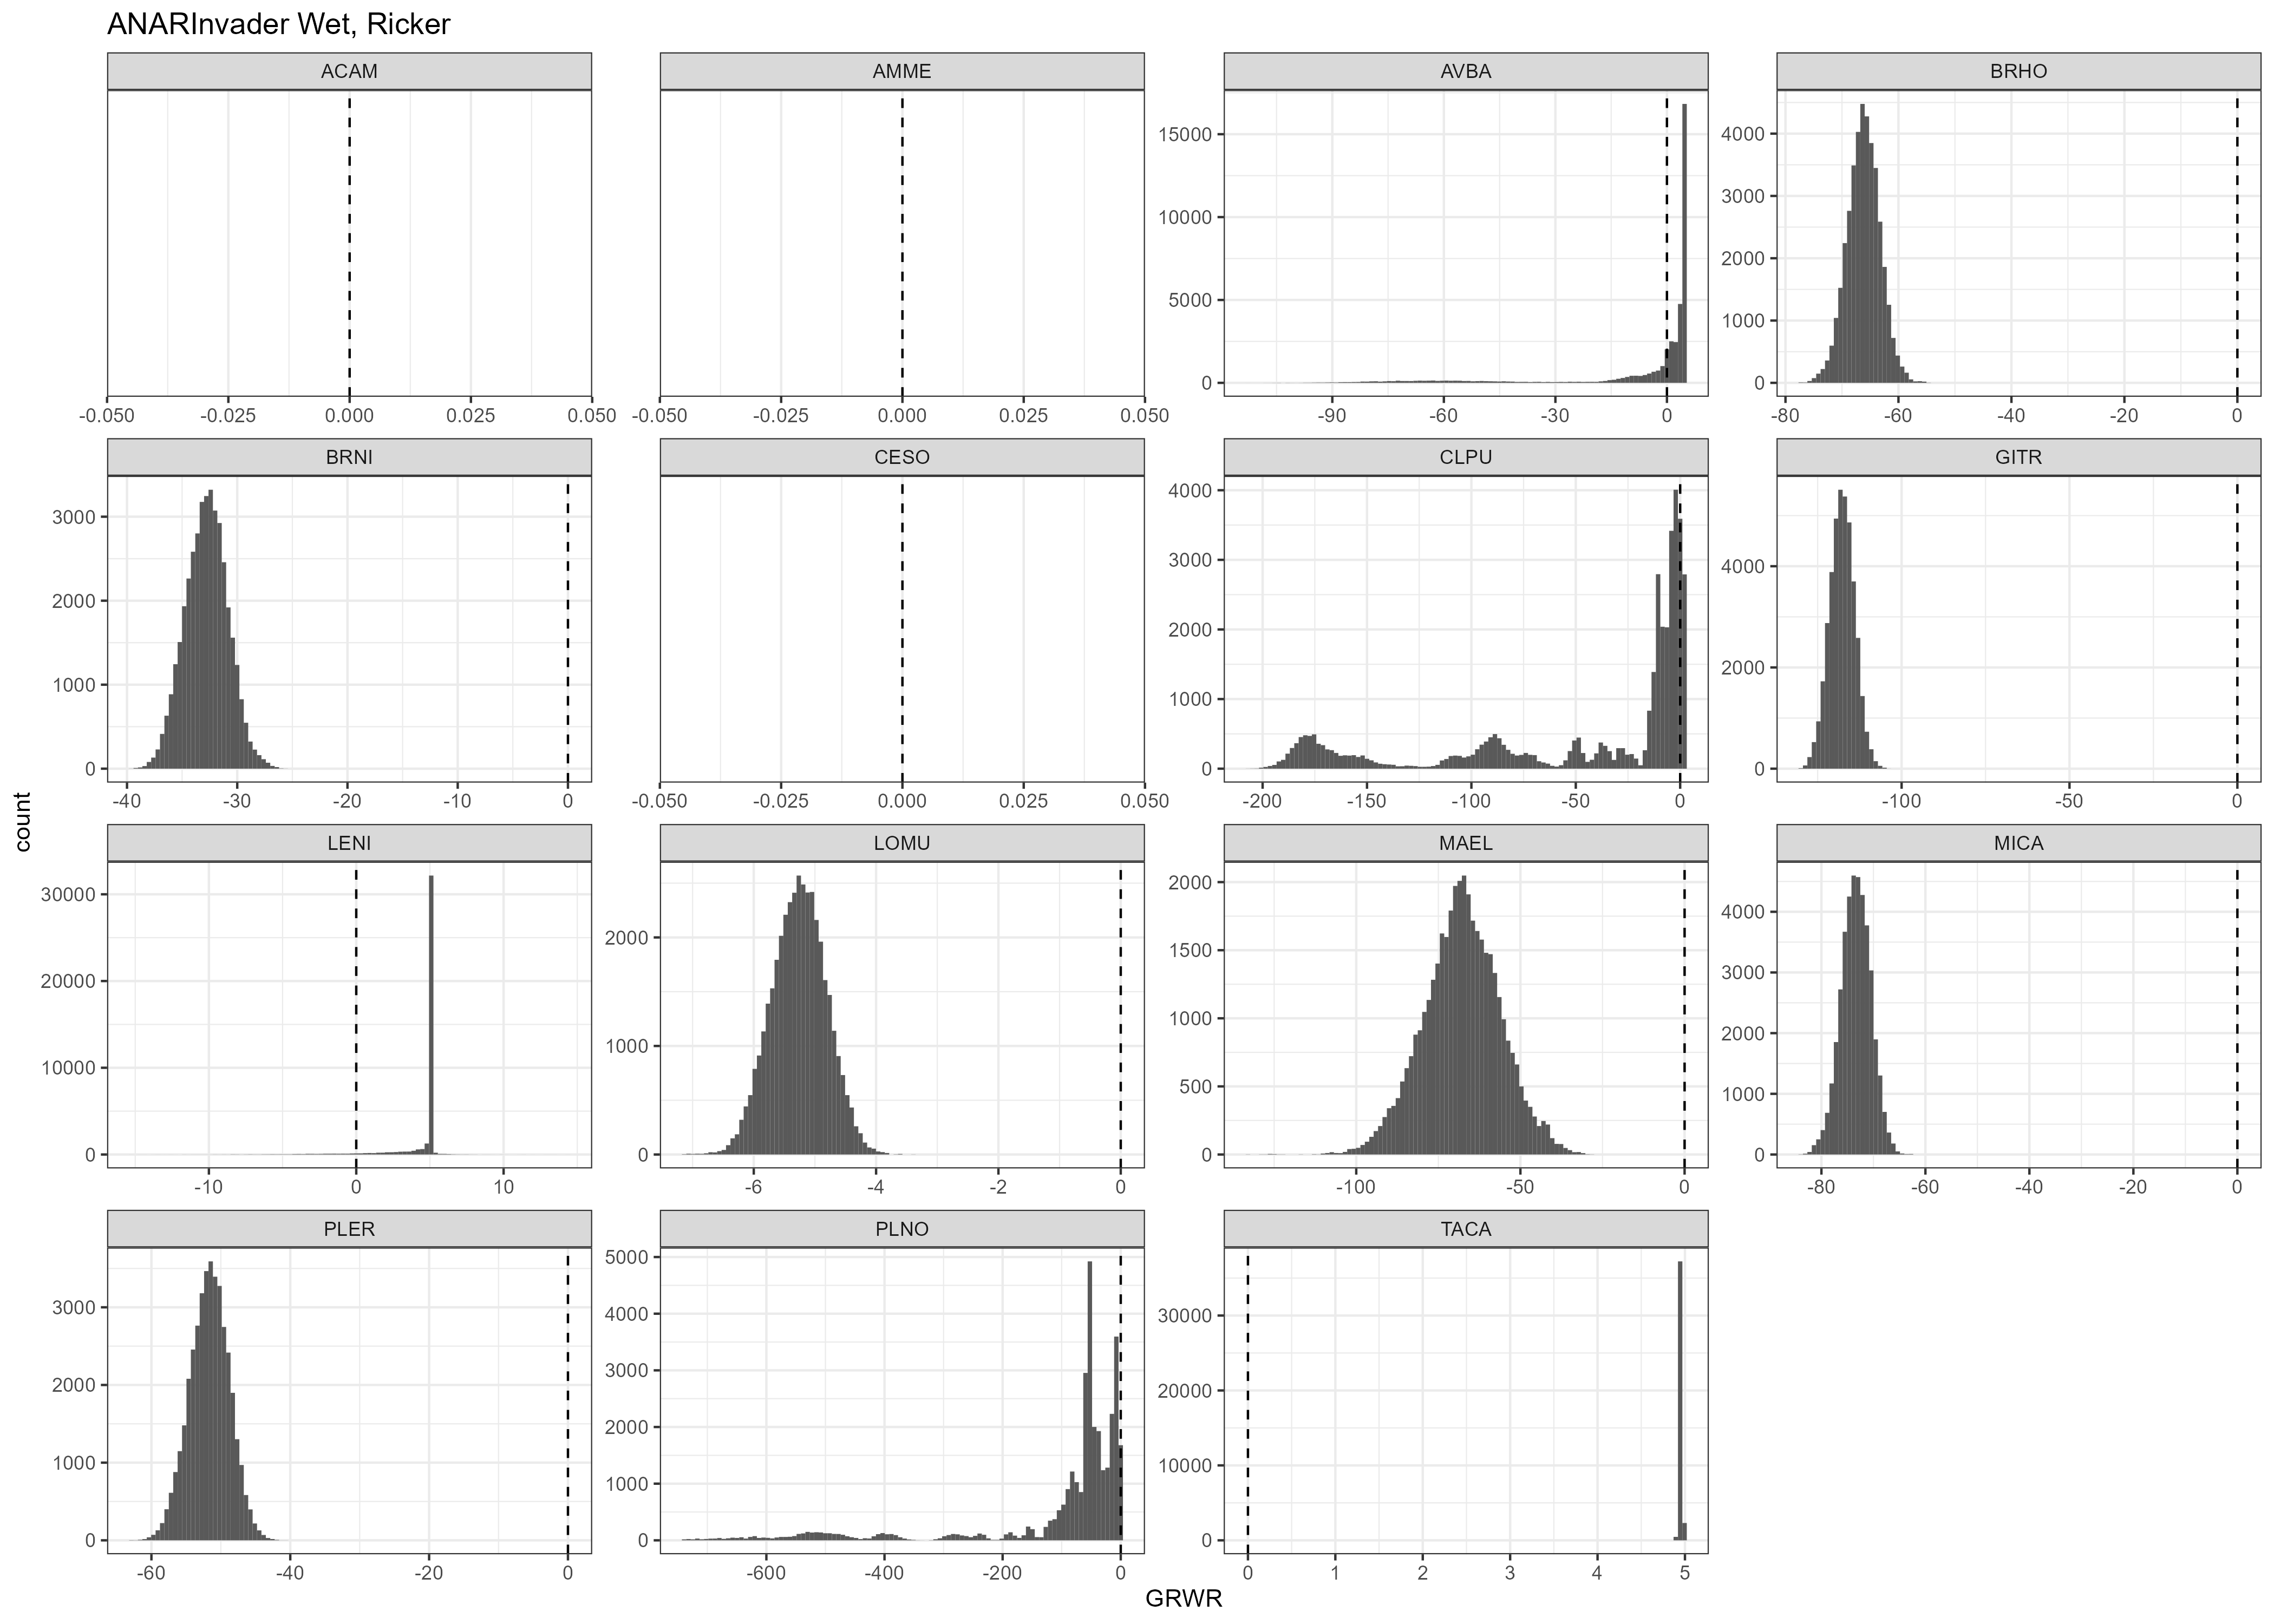 ANARInvader Wet, Ricker
ACAM AMME AVBA BRHO
15000 10000 5000 0
4000 3000 2000 1000 0
-0.050 -0.025 0.000 0.025 0.050
-0.050 -0.025 0.000 0.025 0.050
-90 -60 -30 0
-80 -60 -40 -20 0
BRNI CESO CLPU GITR
3000 2000 1000 0
4000 3000 2000 1000 0
4000 2000 0
-40 -30 -20 -10 0
-0.050 -0.025 0.000 0.025 0.050
-200 -150 -100 -50 0
-100 -50 0
count
LENI LOMU MAEL MICA
30000 20000 10000 0
2000 1000 0
2000 1500 1000 500 0
4000 3000 2000 1000 0
-10 0 10
-6 -4 -2 0
-100 -50 0
-80 -60 -40 -20 0
PLER PLNO TACA
3000 2000 1000 0
5000 4000 3000 2000 1000 0
30000 20000 10000 0
-60 -40 -20 0
-600 -400 -200 0
0 1 2 3 4 5
GRWR